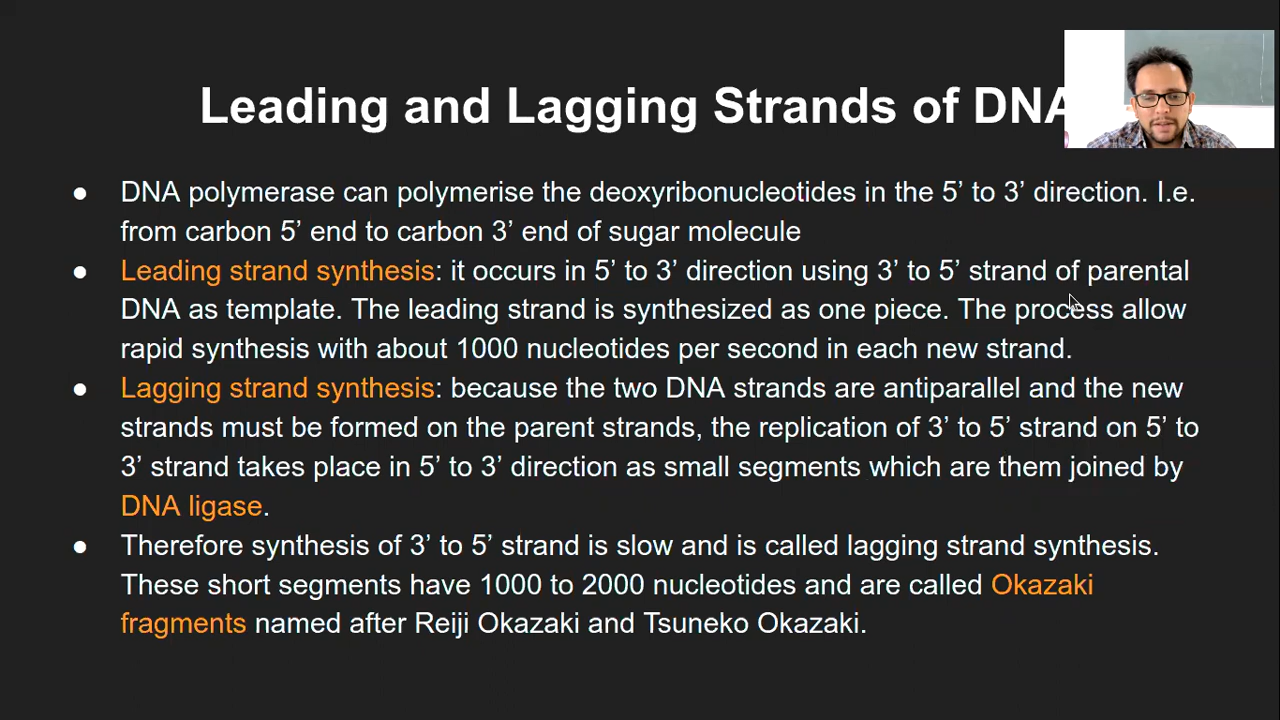 Leading and Lagging Strands of DNA
● DNA polymerase can polymerise the deoxyribonucleotides in the 5’ to 3’ direction. I.e.
from carbon 5’ end to carbon 3’ end of sugar molecule
● Leading strand synthesis: it occurs in 5’ to 3’ direction using 3’ to 5’ strand of parental
DNA as template. The leading strand is synthesized as one piece. The process allow
rapid synthesis with about 1000 nucleotides per second in each new strand.
● Lagging strand synthesis: because the two DNA strands are antiparallel and the new
strands must be formed on the parent strands, the replication of 3’ to 5’ strand on 5’ to
3’ strand takes place in 5’ to 3’ direction as small segments which are them joined by
DNA ligase.
● Therefore synthesis of 3’ to 5’ strand is slow and is called lagging strand synthesis.
These short segments have 1000 to 2000 nucleotides and are called Okazaki
fragments named after Reiji Okazaki and Tsuneko Okazaki.